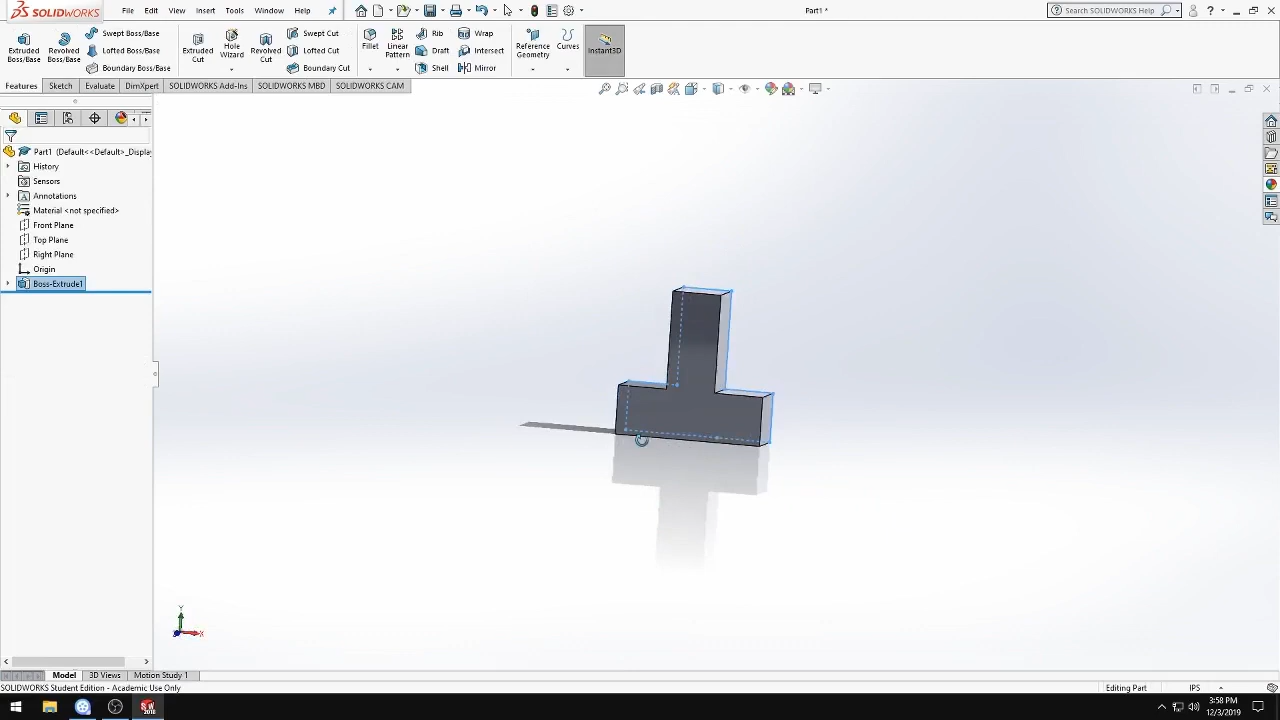 SOLIDWORKS File Edit View Insert Tools Window Help Part1 * Search SOLIDWORKS Help
Extruded Boss/Base
Revolved Boss/Base
Swept Boss/Base
Lofted Boss/Base
Boundary Boss/Base
Extruded Cut
Hole Wizard
Revolved Cut
Swept Cut
Lofted Cut
Boundary Cut
Fillet
Linear Pattern
Rib
Draft
Shell
Wrap
Intersect
Mirror
Reference Geometry
Curves
Instant3D
Features Sketch Evaluate DimXpert SOLIDWORKS Add-Ins SOLIDWORKS MBD SOLIDWORKS CAM
Part1 (Default<<Default>_Display
History
Sensors
Annotations
Material <not specified>
Front Plane
Top Plane
Right Plane
Origin
Boss-Extrude1
Y
X
Model 3D Views Motion Study 1
SOLIDWORKS Student Edition - Academic Use Only Editing Part IPS
SW
2018
3:58 PM
12/3/2019